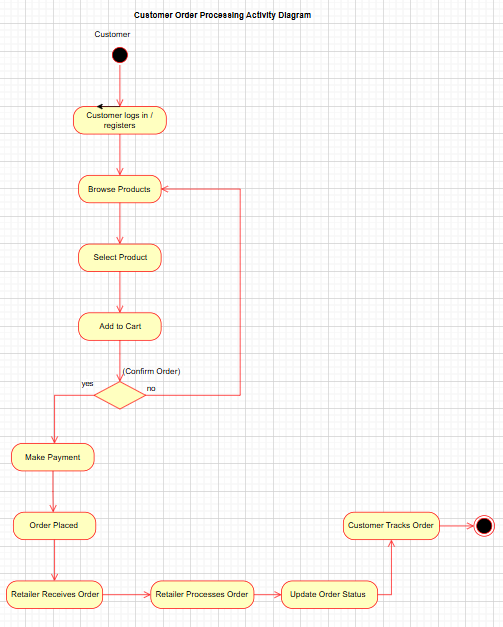 Customer Order Processing Activity Diagram
Customer
Customer logs in /
registers
Browse Products
Select Product
Add to Cart
(Confirm Order)
yes
no
Make Payment
Order Placed
Customer Tracks Order
Retailer Receives Order
Retailer Processes Order
Update Order Status